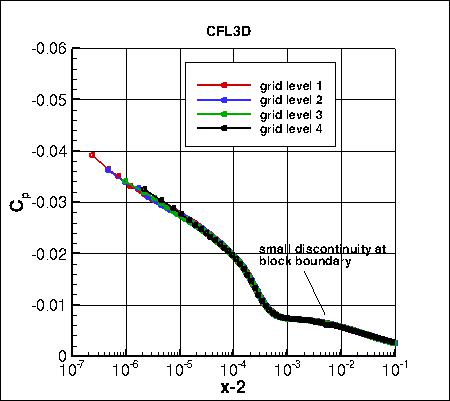 CFL3D
-0.06
-0.05
-0.04
-0.03
-0.02
-0.01
0
Cp
grid level 1
grid level 2
grid level 3
grid level 4
small discontinuity at
block boundary
10^-7 10^-6 10^-5 10^-4 10^-3 10^-2 10^-1
x-2